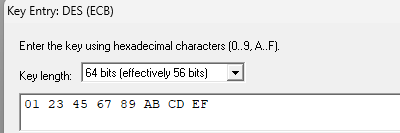 Key Entry: DES (ECB)
Enter the key using hexadecimal characters (0..9, A..F).
Key length: 64 bits (effectively 56 bits)
01 23 45 67 89 AB CD EF